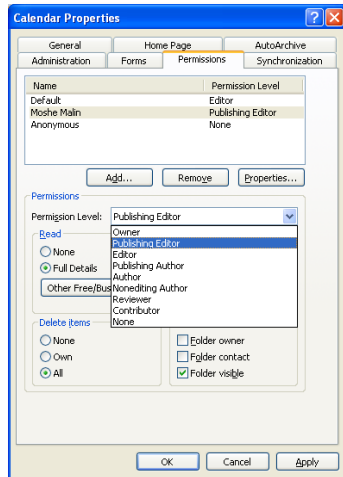 Calendar Properties
General Home Page AutoArchive
Administration Forms Permissions Synchronization
Name Permission Level
Default Editor
Moshe Malin Publishing Editor
Anonymous None
Add... Remove Properties...
Permissions
Permission Level: Publishing Editor
Owner
Publishing Editor
Editor
Publishing Author
Author
Nonediting Author
Reviewer
Contributor
None
Read
None
Full Details
Other Free/Bus
Delete items
None
Own
All
Folder owner
Folder contact
Folder visible
OK Cancel Apply